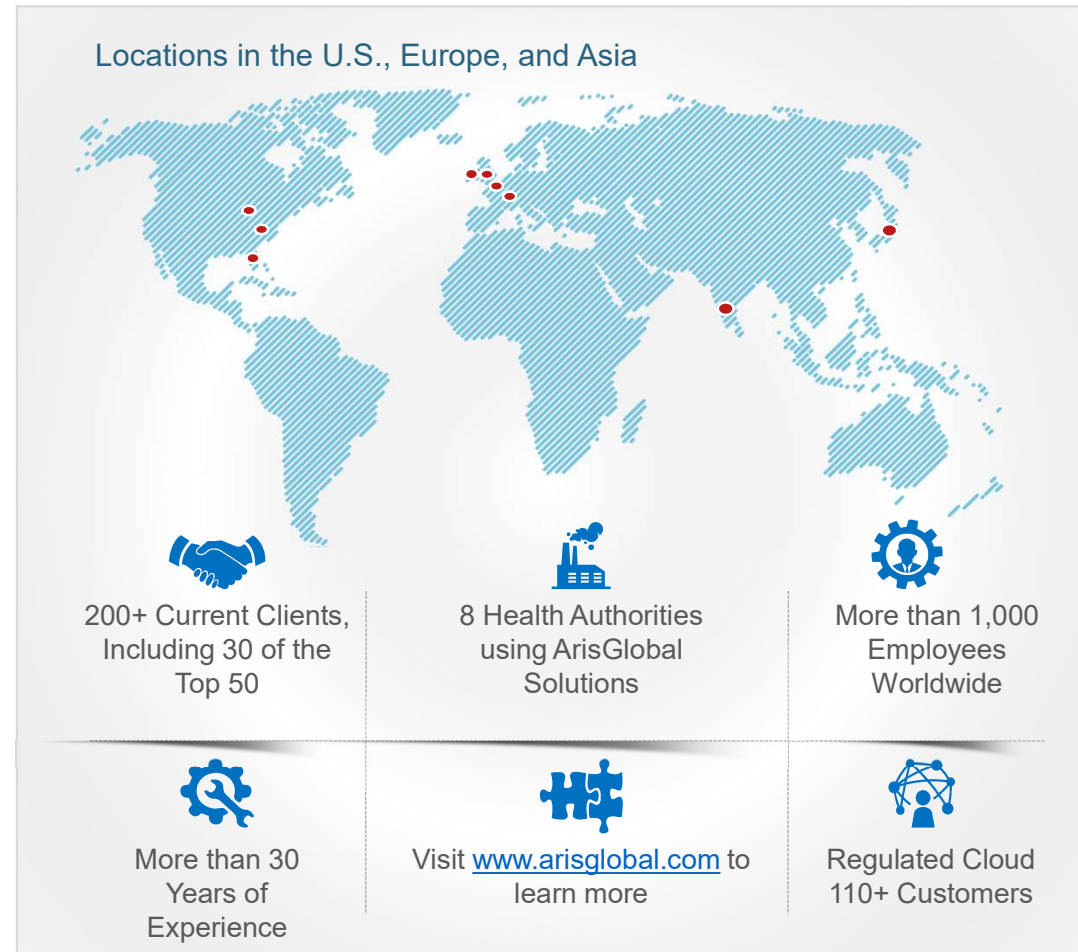 Locations in the U.S., Europe, and Asia
200+ Current Clients,
Including 30 of the
Top 50
8 Health Authorities
using ArisGlobal
Solutions
More than 1,000
Employees
Worldwide
More than 30
Years of
Experience
Visit www.arisglobal.com to
learn more
Regulated Cloud
110+ Customers